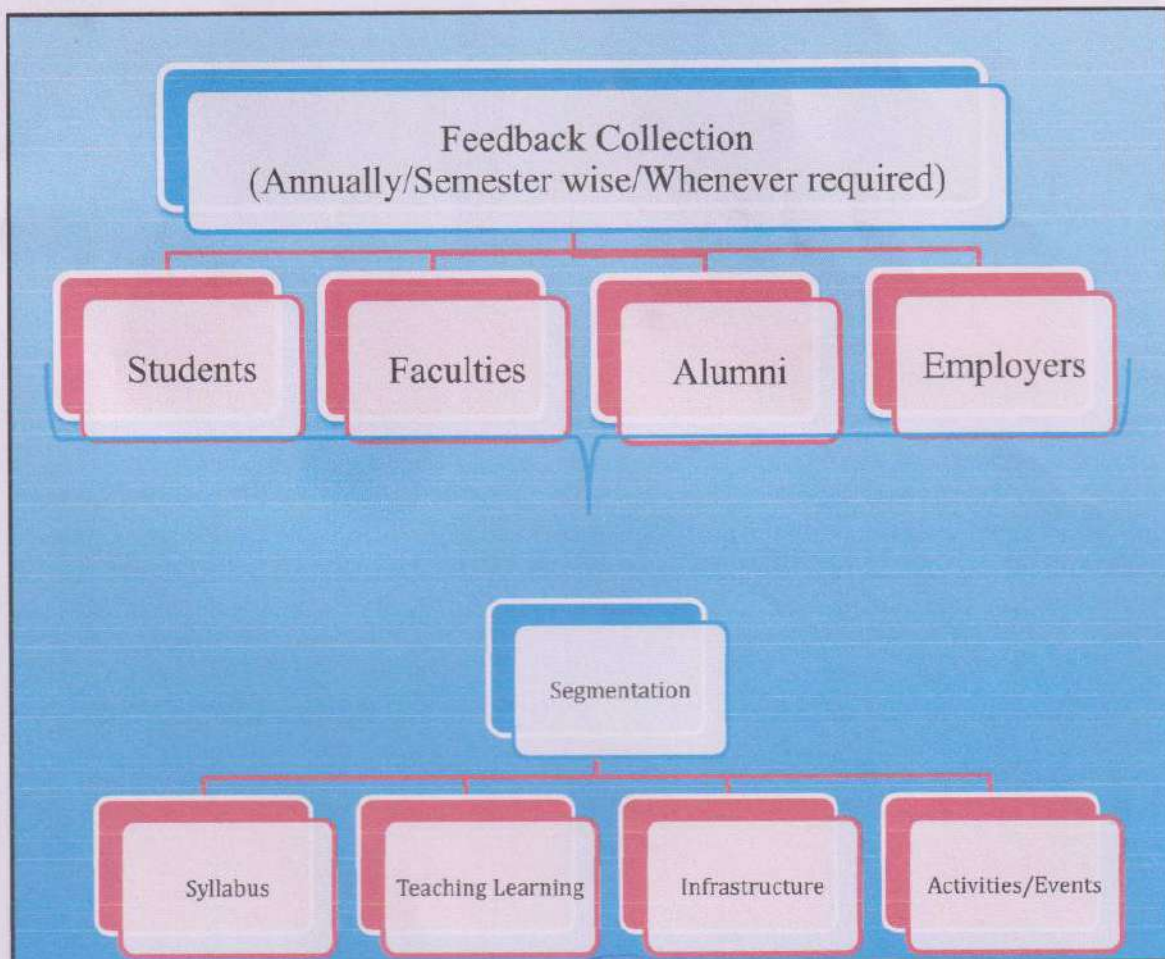 Feedback Collection
(Annually/Semester wise/Whenever required)
Students
Faculties
Alumni
Employers
Segmentation
Syllabus
Teaching Learning
Infrastructure
Activities/Events